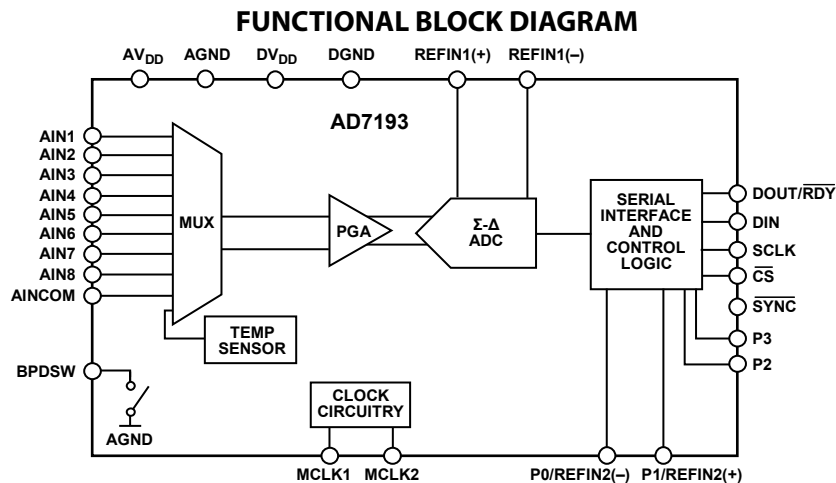 FUNCTIONAL BLOCK DIAGRAM
AVDD AGND DVDD DGND REFIN1(+) REFIN1(–)
AD7193
AIN1
AIN2
AIN3
AIN4
AIN5
AIN6
AIN7
AIN8
AINCOM
MUX
PGA
Σ-Δ
ADC
SERIAL
INTERFACE
AND
CONTROL
LOGIC
DOUT/RDY
DIN
SCLK
CS
SYNC
P3
P2
TEMP
SENSOR
BPDSW
AGND
CLOCK
CIRCUITRY
MCLK1 MCLK2 P0/REFIN2(–) P1/REFIN2(+)